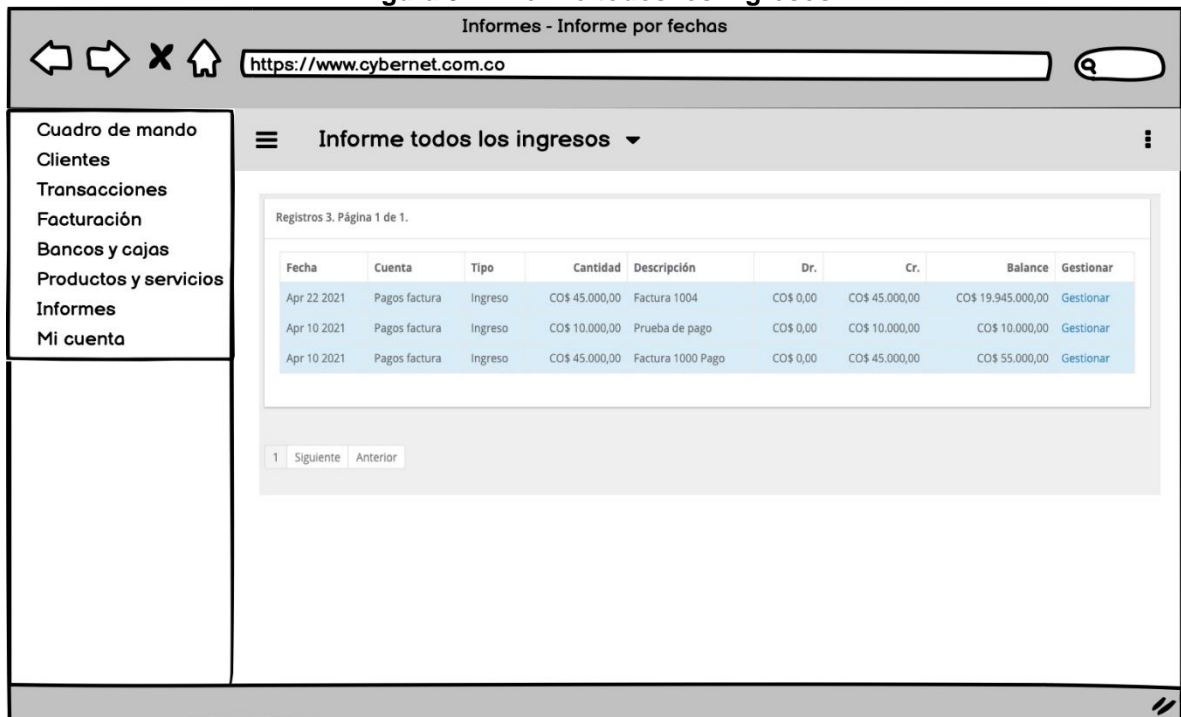 Informes - Informe por fechas
https://www.cybernet.com.co
Cuadro de mando
Clientes
Transacciones
Facturación
Bancos y cajas
Productos y servicios
Informes
Mi cuenta
Informe todos los ingresos
Registros 3. Página 1 de 1.
Fecha Cuenta Tipo Cantidad Descripción Dr. Cr. Balance Gestionar
Apr 22 2021 Pagos factura Ingreso CO$ 45.000,00 Factura 1004 CO$ 0,00 CO$ 45.000,00 CO$ 19.945.000,00 Gestionar
Apr 10 2021 Pagos factura Ingreso CO$ 10.000,00 Prueba de pago CO$ 0,00 CO$ 10.000,00 CO$ 10.000,00 Gestionar
Apr 10 2021 Pagos factura Ingreso CO$ 45.000,00 Factura 1000 Pago CO$ 0,00 CO$ 45.000,00 CO$ 55.000,00 Gestionar
1 Siguiente Anterior